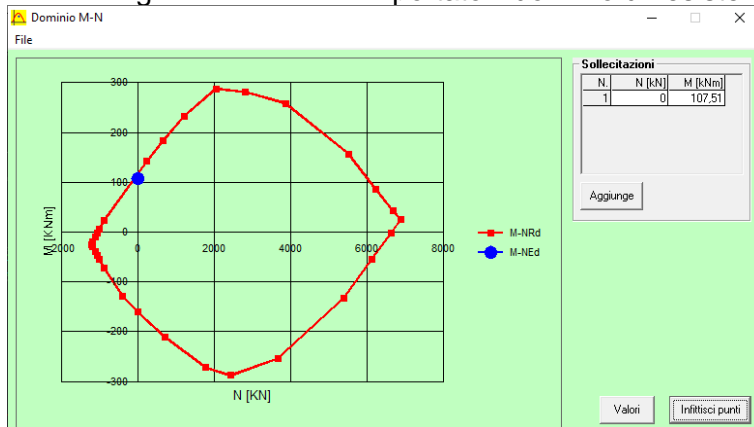 Dominio M-N
File
300
200
100
0
-100
-200
-300
M [KNm]
-2000
0
2000
4000
6000
8000
N [KN]
M-NRd
M-NEd
Sollecitazioni
N. N [kN] M [kNm]
1 0 107,51
Aggiunge
Valori
Infittisci punti